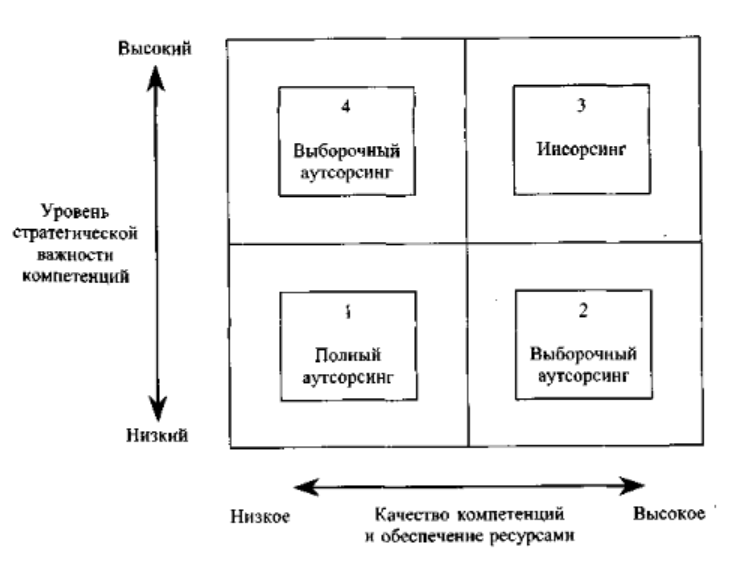 Высокий
4
Выборочный
аутсорсинг
3
Инсорсинг
Уровень
стратегической
важности
компетенций
1
Полный
аутсорсинг
2
Выборочный
аутсорсинг
Низкий
Низкое
Качество компетенций
и обеспечение ресурсами
Высокое